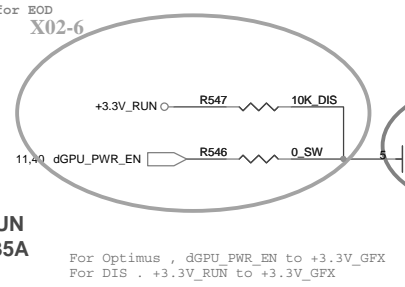 for EOD
X02-6
+3.3V_RUN R547 10K_DIS
11,40 dGPU_PWR_EN R546 0_SW 5
UN
35A
For Optimus , dGPU_PWR_EN to +3.3V_GFX
For DIS . +3.3V_RUN to +3.3V_GFX